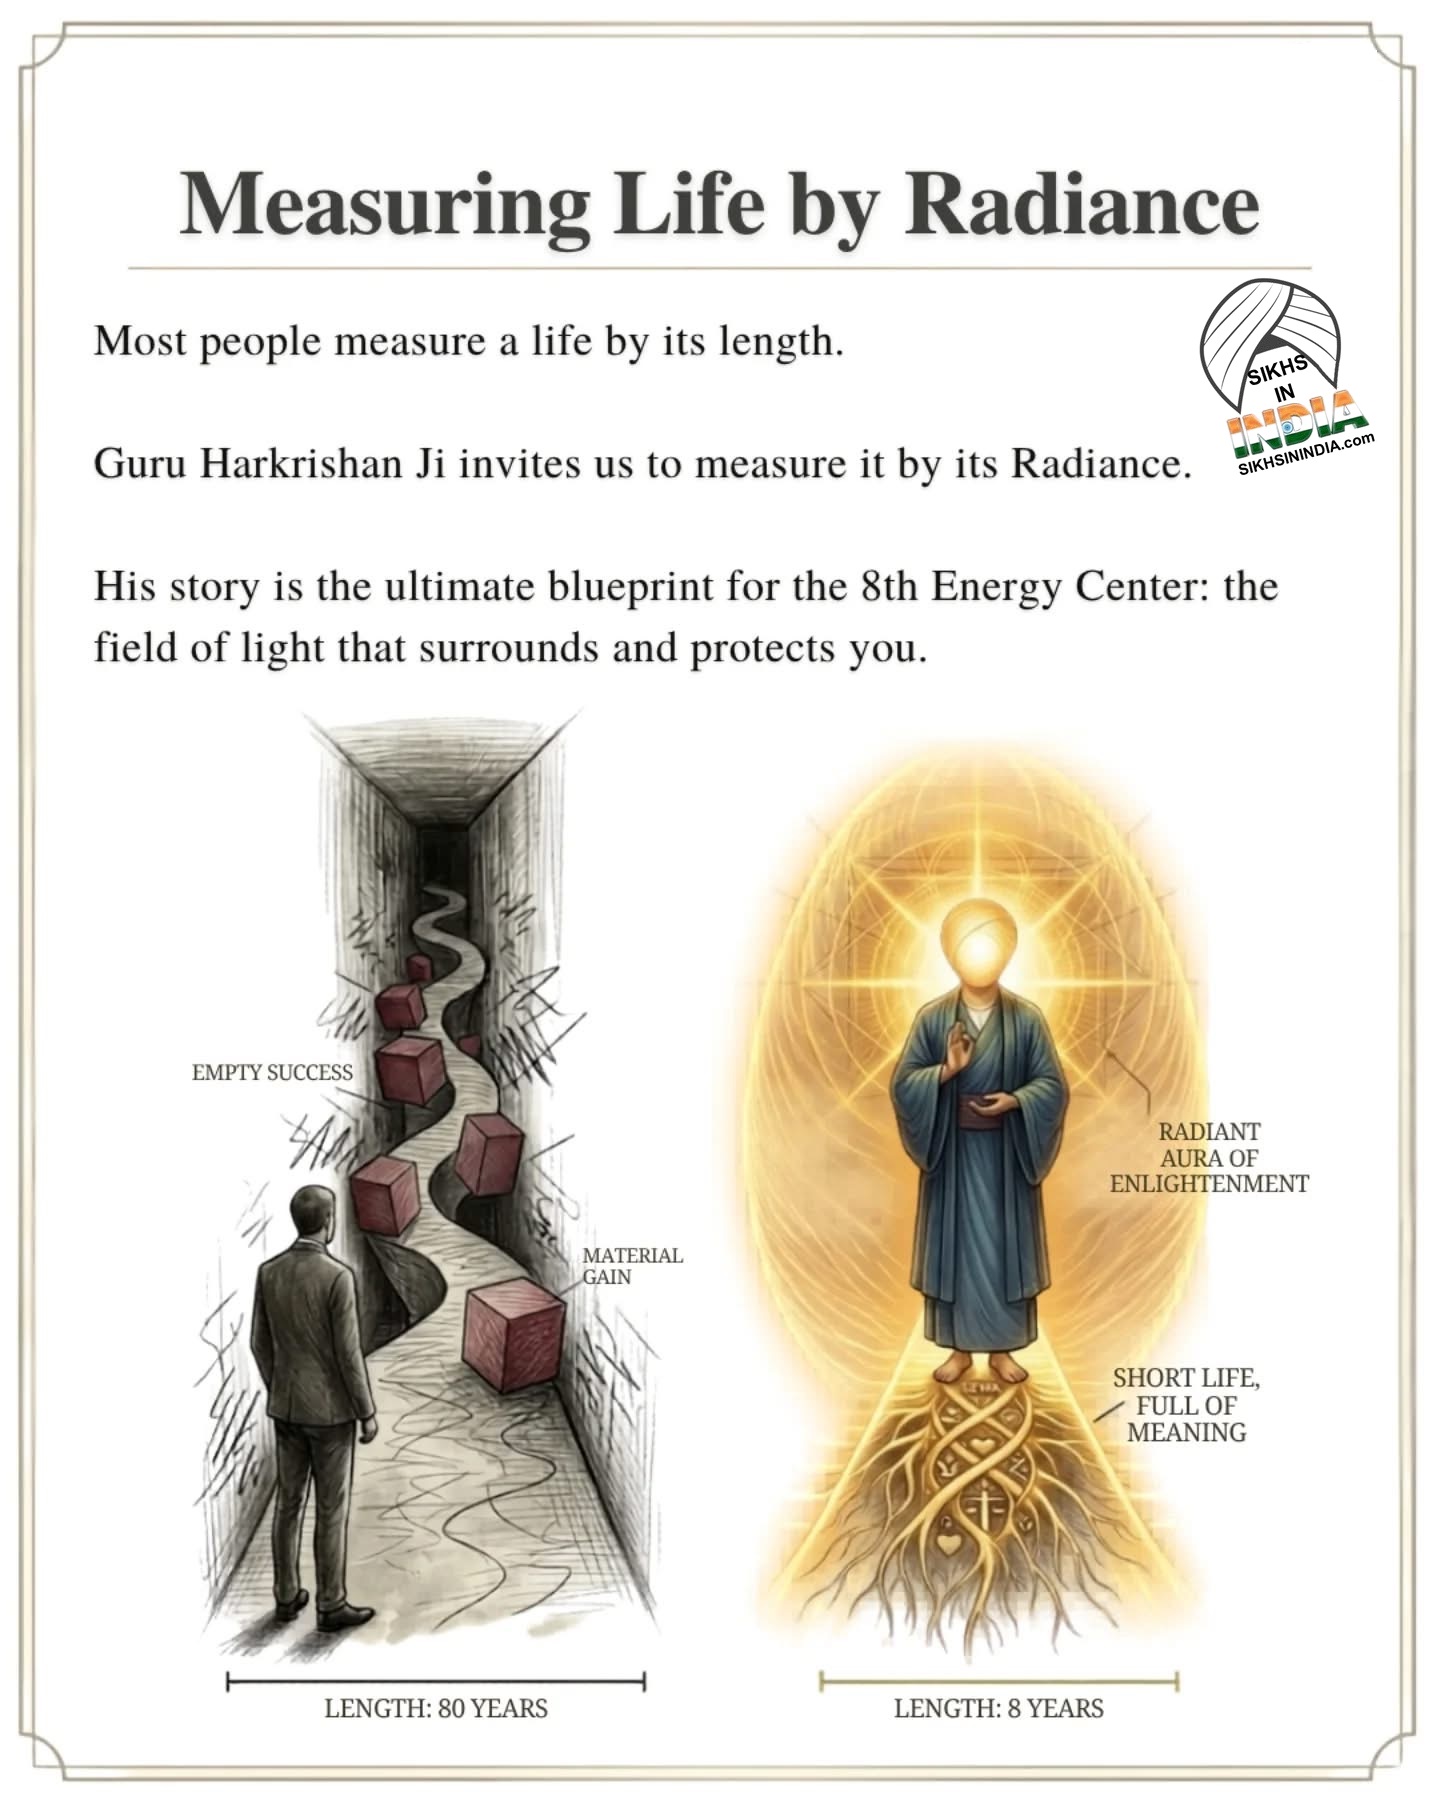 Measuring Life by Radiance
Most people measure a life by its length.
SIKHS
IN
INDIA
SIKHSININDIA.com
Guru Harkrishan Ji invites us to measure it by its Radiance.
His story is the ultimate blueprint for the 8th Energy Center: the
field of light that surrounds and protects you.
EMPTY SUCCESS
MATERIAL
GAIN
RADIANT
AURA OF
ENLIGHTENMENT
SHORT LIFE,
FULL OF
MEANING
LENGTH: 80 YEARS
LENGTH: 8 YEARS